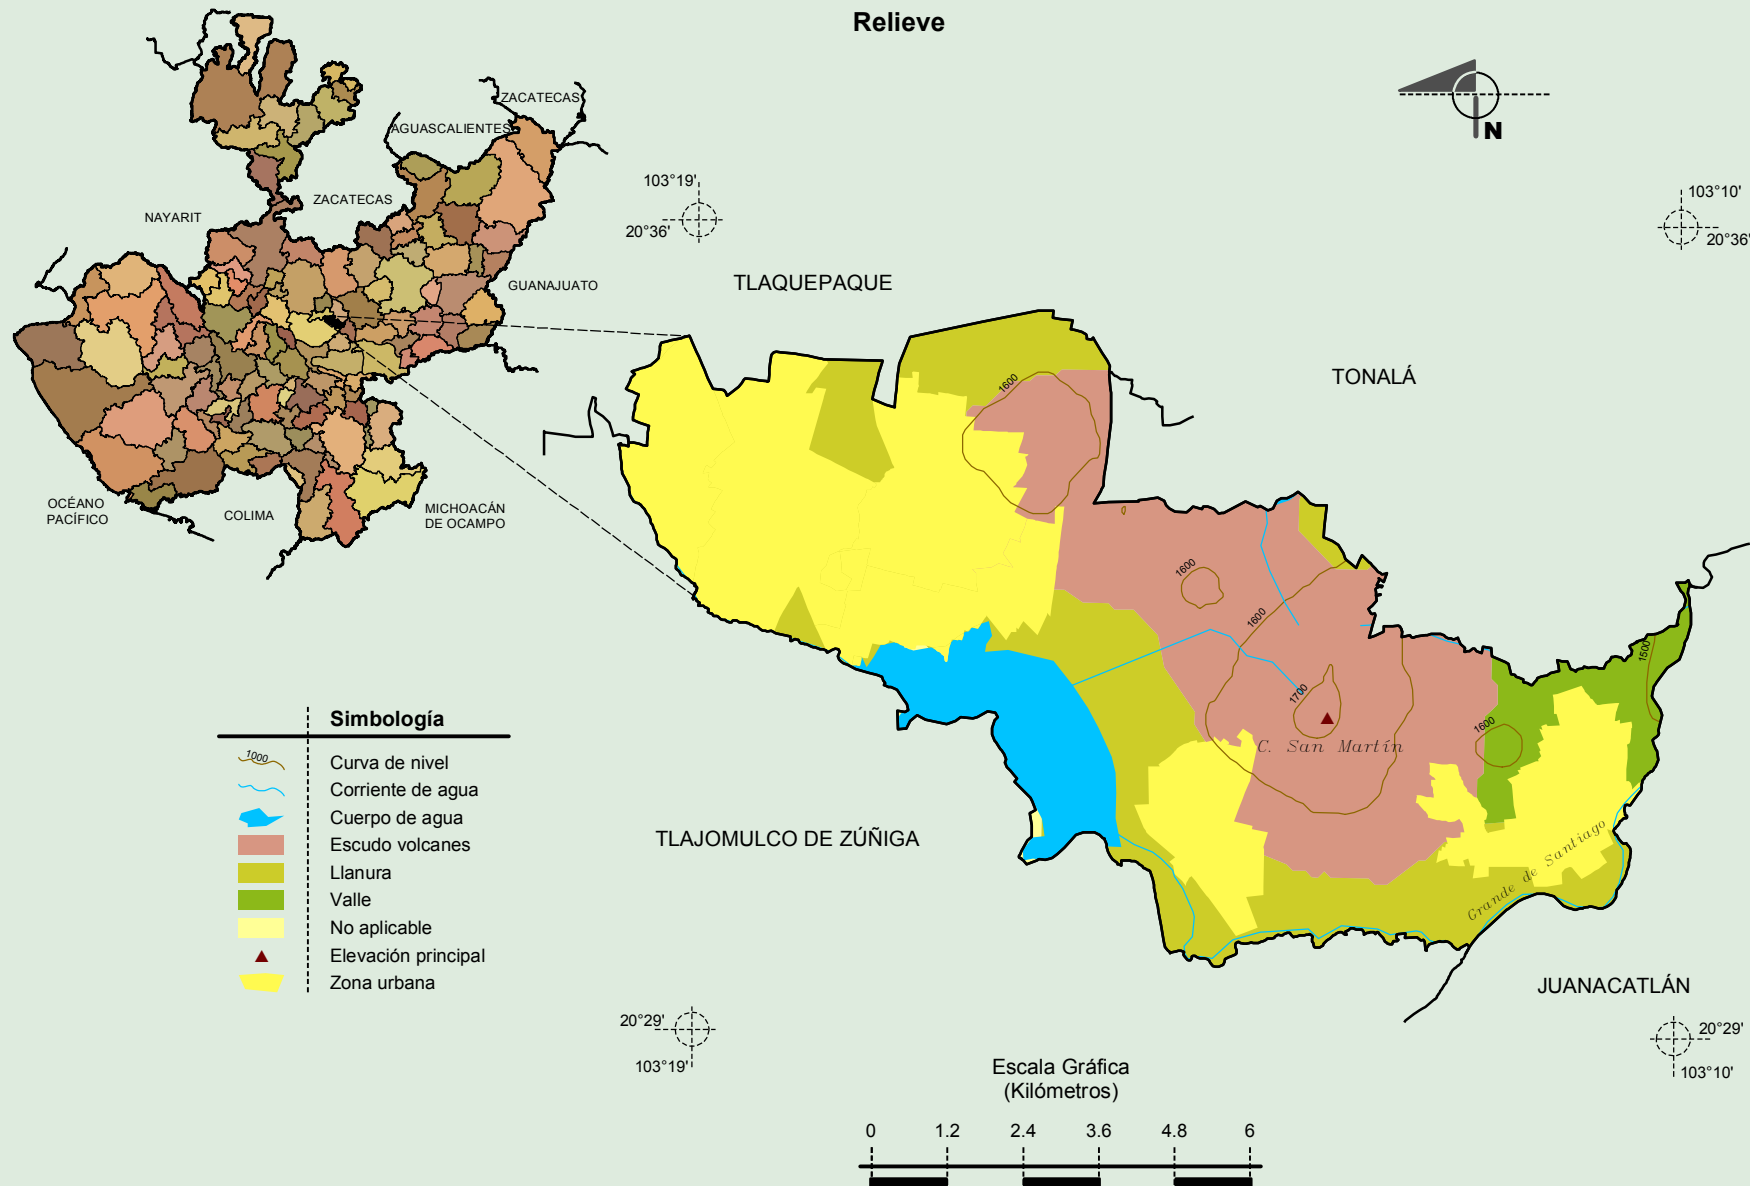 Relieve
ZACATECAS
AGUASCALIENTES
ZACATECAS
NAYARIT
GUANAJUATO
OCÉANO
PACÍFICO
COLIMA
MICHOACÁN
DE OCAMPO
N
103°19'
20°36'
103°10'
20°36'
TLAQUEPAQUE
TONALÁ
1600
1600
1600
1700
1500
1600
C. San Martín
Grande de Santiago
TLAJOMULCO DE ZÚÑIGA
JUANACATLÁN
Simbología
1000
Curva de nivel
Corriente de agua
Cuerpo de agua
Escudo volcanes
Llanura
Valle
No aplicable
Elevación principal
Zona urbana
20°29'
103°19'
20°29'
103°10'
Escala Gráfica
(Kilómetros)
0 1.2 2.4 3.6 4.8 6